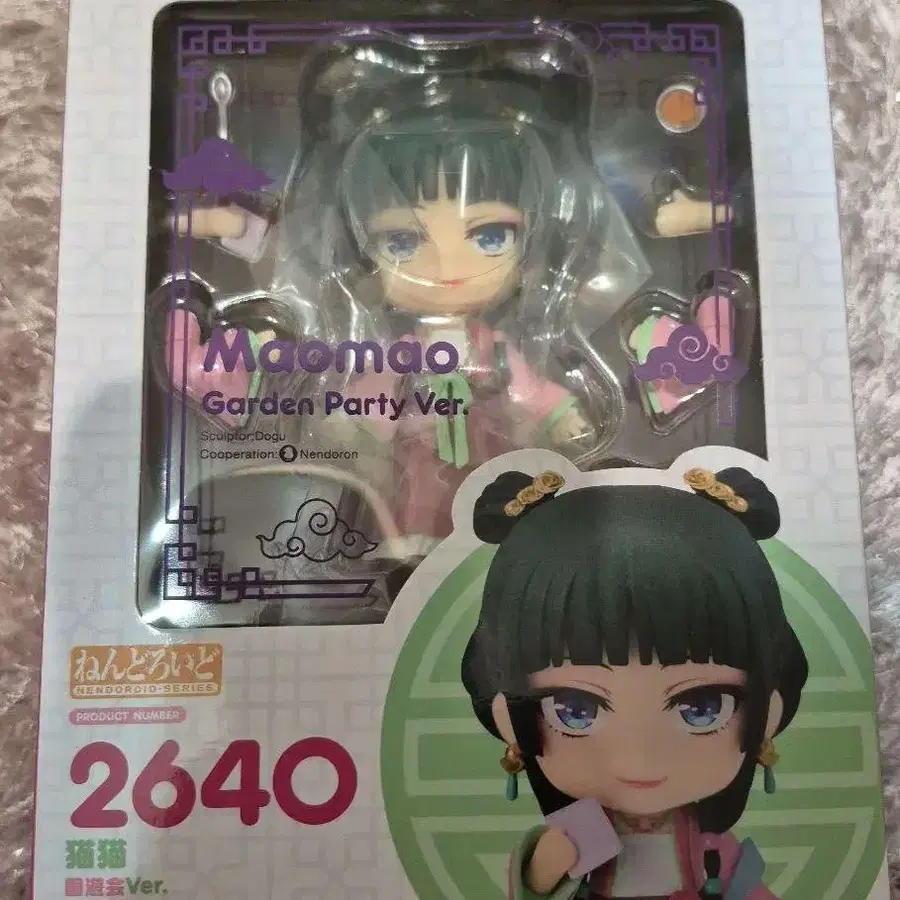 Maomao
Garden Party Ver.
Sculptor:Dogu
Cooperation: Nendoron
ねんどろいど
NENDOROID-SERIES
PRODUCT NUMBER
2640
猫猫
園遊会Ver.